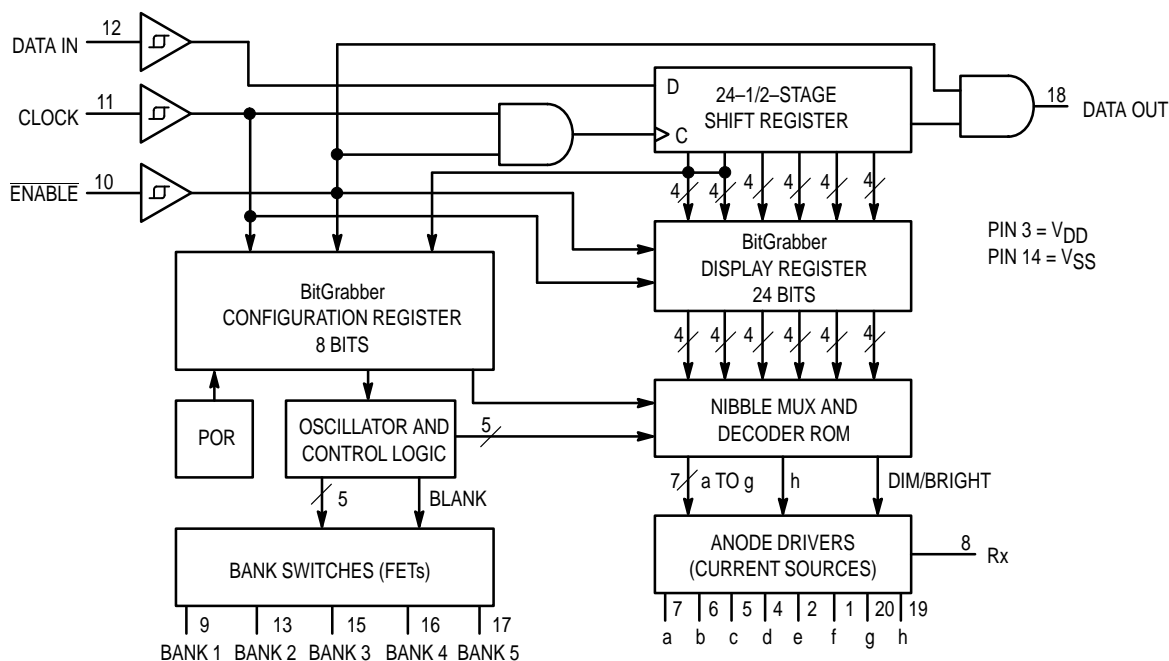 12
DATA IN
11
CLOCK
10
ENABLE
D
24–1/2–STAGE
SHIFT REGISTER
C
18
DATA OUT
4 4 4 4 4 4
BitGrabber
DISPLAY REGISTER
24 BITS
PIN 3 = VDD
PIN 14 = VSS
BitGrabber
CONFIGURATION REGISTER
8 BITS
4 4 4 4 4 4
POR
OSCILLATOR AND
CONTROL LOGIC
5
NIBBLE MUX AND
DECODER ROM
5
BLANK
7
a TO g
h
DIM/BRIGHT
BANK SWITCHES (FETs)
ANODE DRIVERS
(CURRENT SOURCES)
8
Rx
9 13 15 16 17
BANK 1 BANK 2 BANK 3 BANK 4 BANK 5
7 6 5 4 2 1 20 19
a b c d e f g h